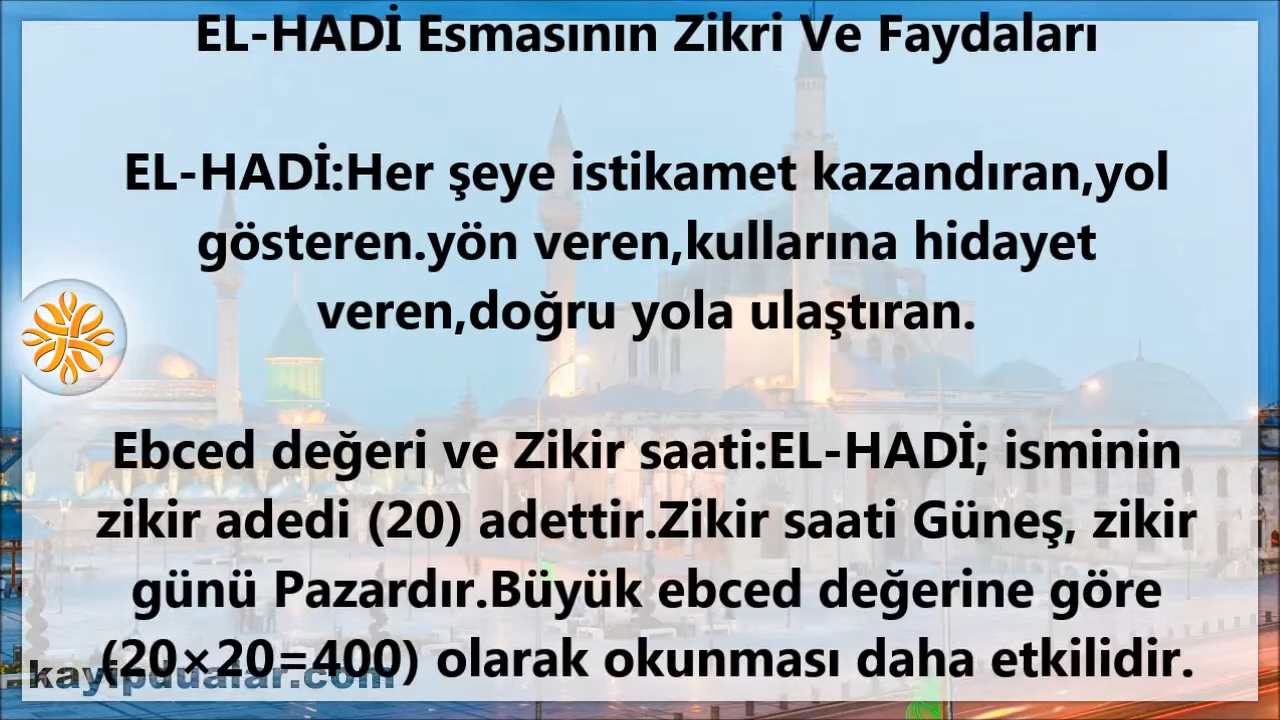 EL-HADİ Esmasının Zikri Ve Faydaları
EL-HADİ:Her şeye istikamet kazandıran,yol
gösteren.yön veren,kullarına hidayet
veren,doğru yola ulaştıran.
Ebced değeri ve Zikir saati:EL-HADİ; isminin
zikir adedi (20) adettir.Zikir saati Güneş, zikir
günü Pazardır.Büyük ebced değerine göre
(20×20=400) olarak okunması daha etkilidir.
kayipdualar.com